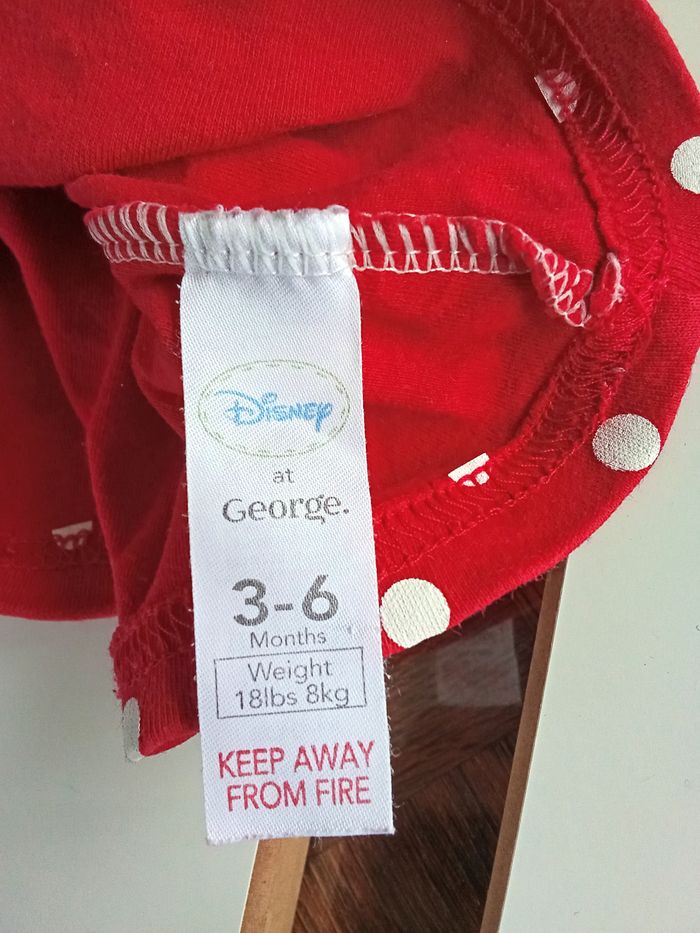 Disney
at
George.
3-6
Months
Weight
18lbs 8kg
KEEP AWAY
FROM FIRE